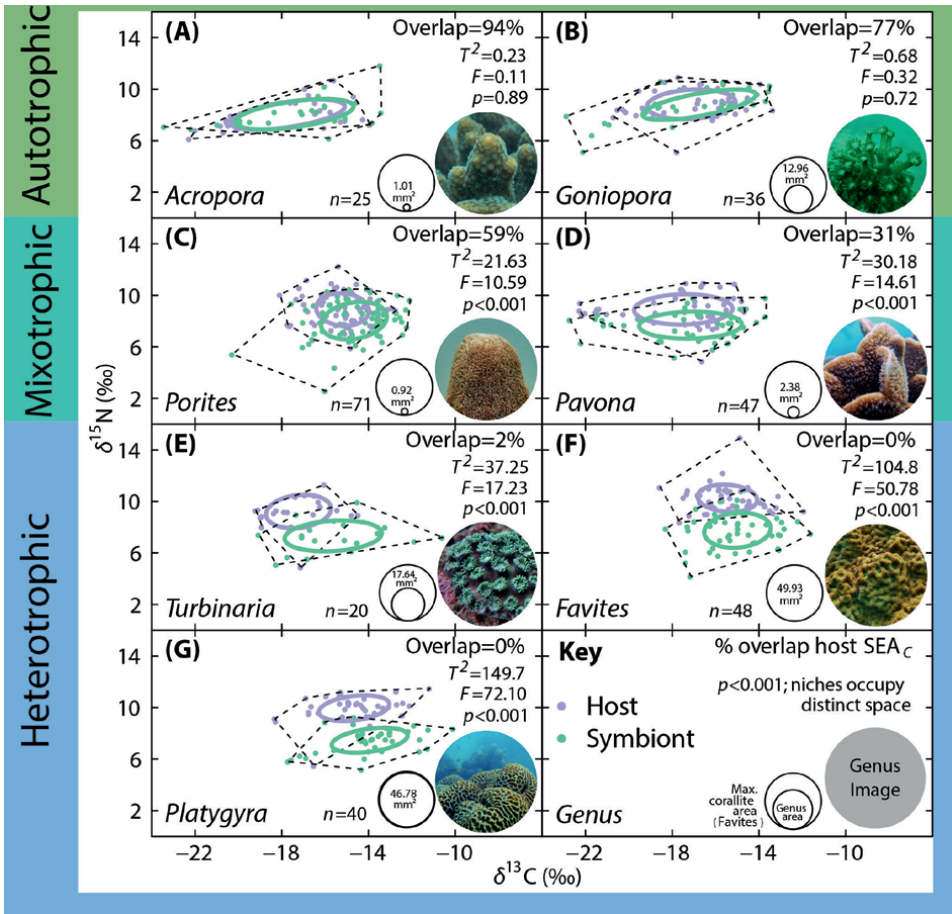 Autotrophic
Mixotrophic
Heterotrophic
δ15N (‰)
14
10
6
2
(A)
Overlap=94%
T2=0.23
F=0.11
p=0.89
1.01
mm2
Acropora
n=25
(B)
Overlap=77%
T2=0.68
F=0.32
p=0.72
12.96
mm2
Goniopora
n=36
14
10
6
2
(C)
Overlap=59%
T2=21.63
F=10.59
p<0.001
0.92
mm2
Porites
n=71
(D)
Overlap=31%
T2=30.18
F=14.61
p<0.001
2.38
mm2
Pavona
n=47
14
10
6
2
(E)
Overlap=2%
T2=37.25
F=17.23
p<0.001
17.64
mm2
Turbinaria
n=20
(F)
Overlap=0%
T2=104.8
F=50.78
p<0.001
49.93
mm2
Favites
n=48
14
10
6
2
(G)
Overlap=0%
T2=149.7
F=72.10
p<0.001
46.78
mm2
Platygyra
n=40
Key
% overlap host SEAC
p<0.001; niches occupy
distinct space
Host
Symbiont
Genus
Max.
corallite
area
(Favites)
Genus
area
Genus
Image
−22
−18
−14
−10
−22
−18
−14
−10
δ13C (‰)